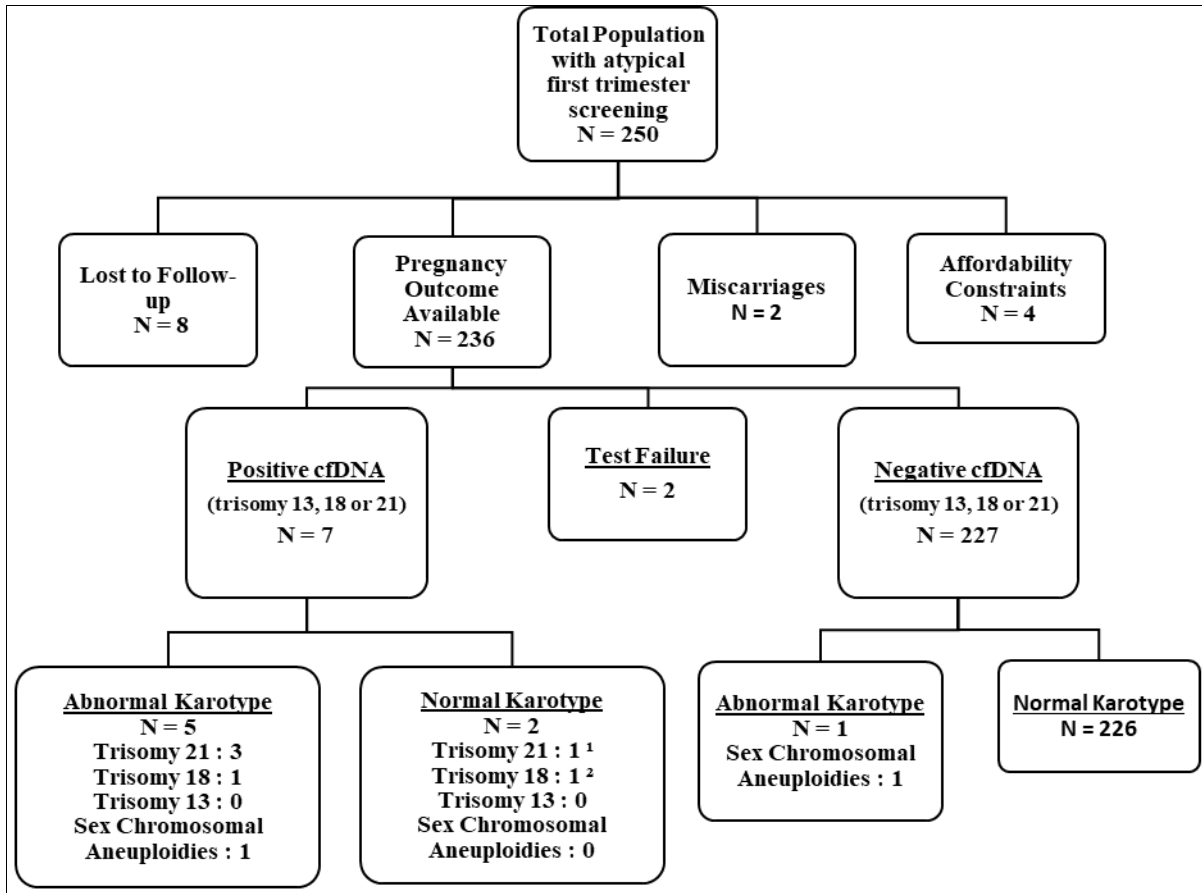 Total Population
with atypical
first trimester
screening
N = 250
Lost to Follow-
up
N = 8
Pregnancy
Outcome
Available
N = 236
Miscarriages
N = 2
Affordability
Constraints
N = 4
Positive cfDNA
(trisomy 13, 18 or 21)
N = 7
Test Failure
N = 2
Negative cfDNA
(trisomy 13, 18 or 21)
N = 227
Abnormal Karotype
N = 5
Trisomy 21 : 3
Trisomy 18 : 1
Trisomy 13 : 0
Sex Chromosomal
Aneuploidies : 1
Normal Karotype
N = 2
Trisomy 21 : 1 ¹
Trisomy 18 : 1 ²
Trisomy 13 : 0
Sex Chromosomal
Aneuploidies : 0
Abnormal Karotype
N = 1
Sex Chromosomal
Aneuploidies : 1
Normal Karotype
N = 226